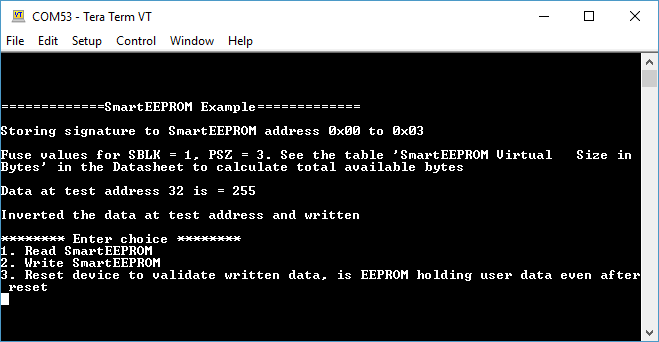 COM53 - Tera Term VT
File Edit Setup Control Window Help
=============SmartEEPROM Example=============
Storing signature to SmartEEPROM address 0x00 to 0x03
Fuse values for SBLK = 1, PSZ = 3. See the table 'SmartEEPROM Virtual   Size in
Bytes' in the Datasheet to calculate total available bytes
Data at test address 32 is = 255
Inverted the data at test address and written
******** Enter choice ********
1. Read SmartEEPROM
2. Write SmartEEPROM
3. Reset device to validate written data, is EEPROM holding user data even after
 reset